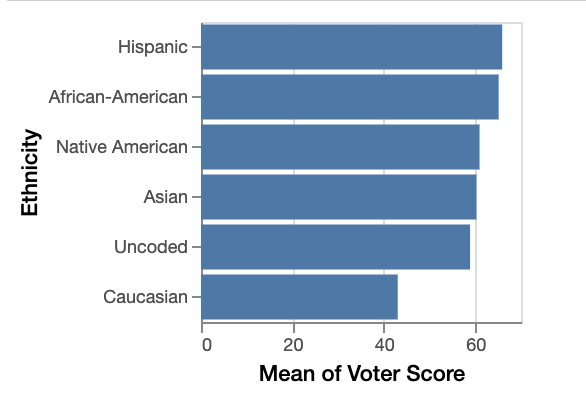 Ethnicity
Hispanic
African-American
Native American
Asian
Uncoded
Caucasian
0 20 40 60
Mean of Voter Score